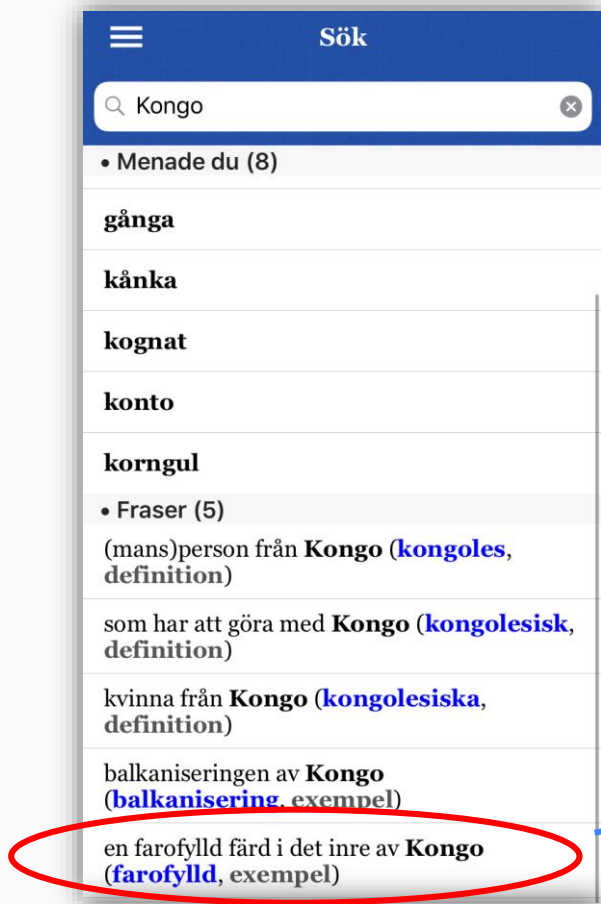 Sök
Kongo
• Menade du (8)
gånga
kånka
kognat
konto
korngul
• Fraser (5)
(mans)person från Kongo (kongoles,
definition)
som har att göra med Kongo (kongolesisk,
definition)
kvinna från Kongo (kongolesiska,
definition)
balkaniseringen av Kongo
(balkanisering, exempel)
en farofylld färd i det inre av Kongo
(farofylld, exempel)